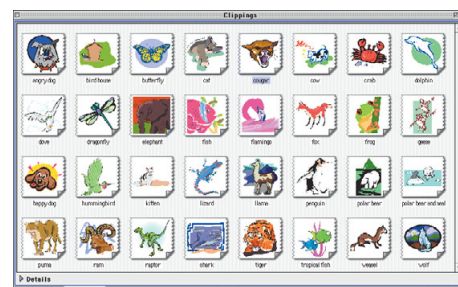 Clippings
angry dog bird house butterfly cat cougar cow crab dolphin
dove dragonfly elephant fish flamingo fox frog geese
happy dog hummingbird kitten lizard llama penguin polar bear polar bear and seal
puma ram raptor shark tiger tropical fish weasel wolf
Details